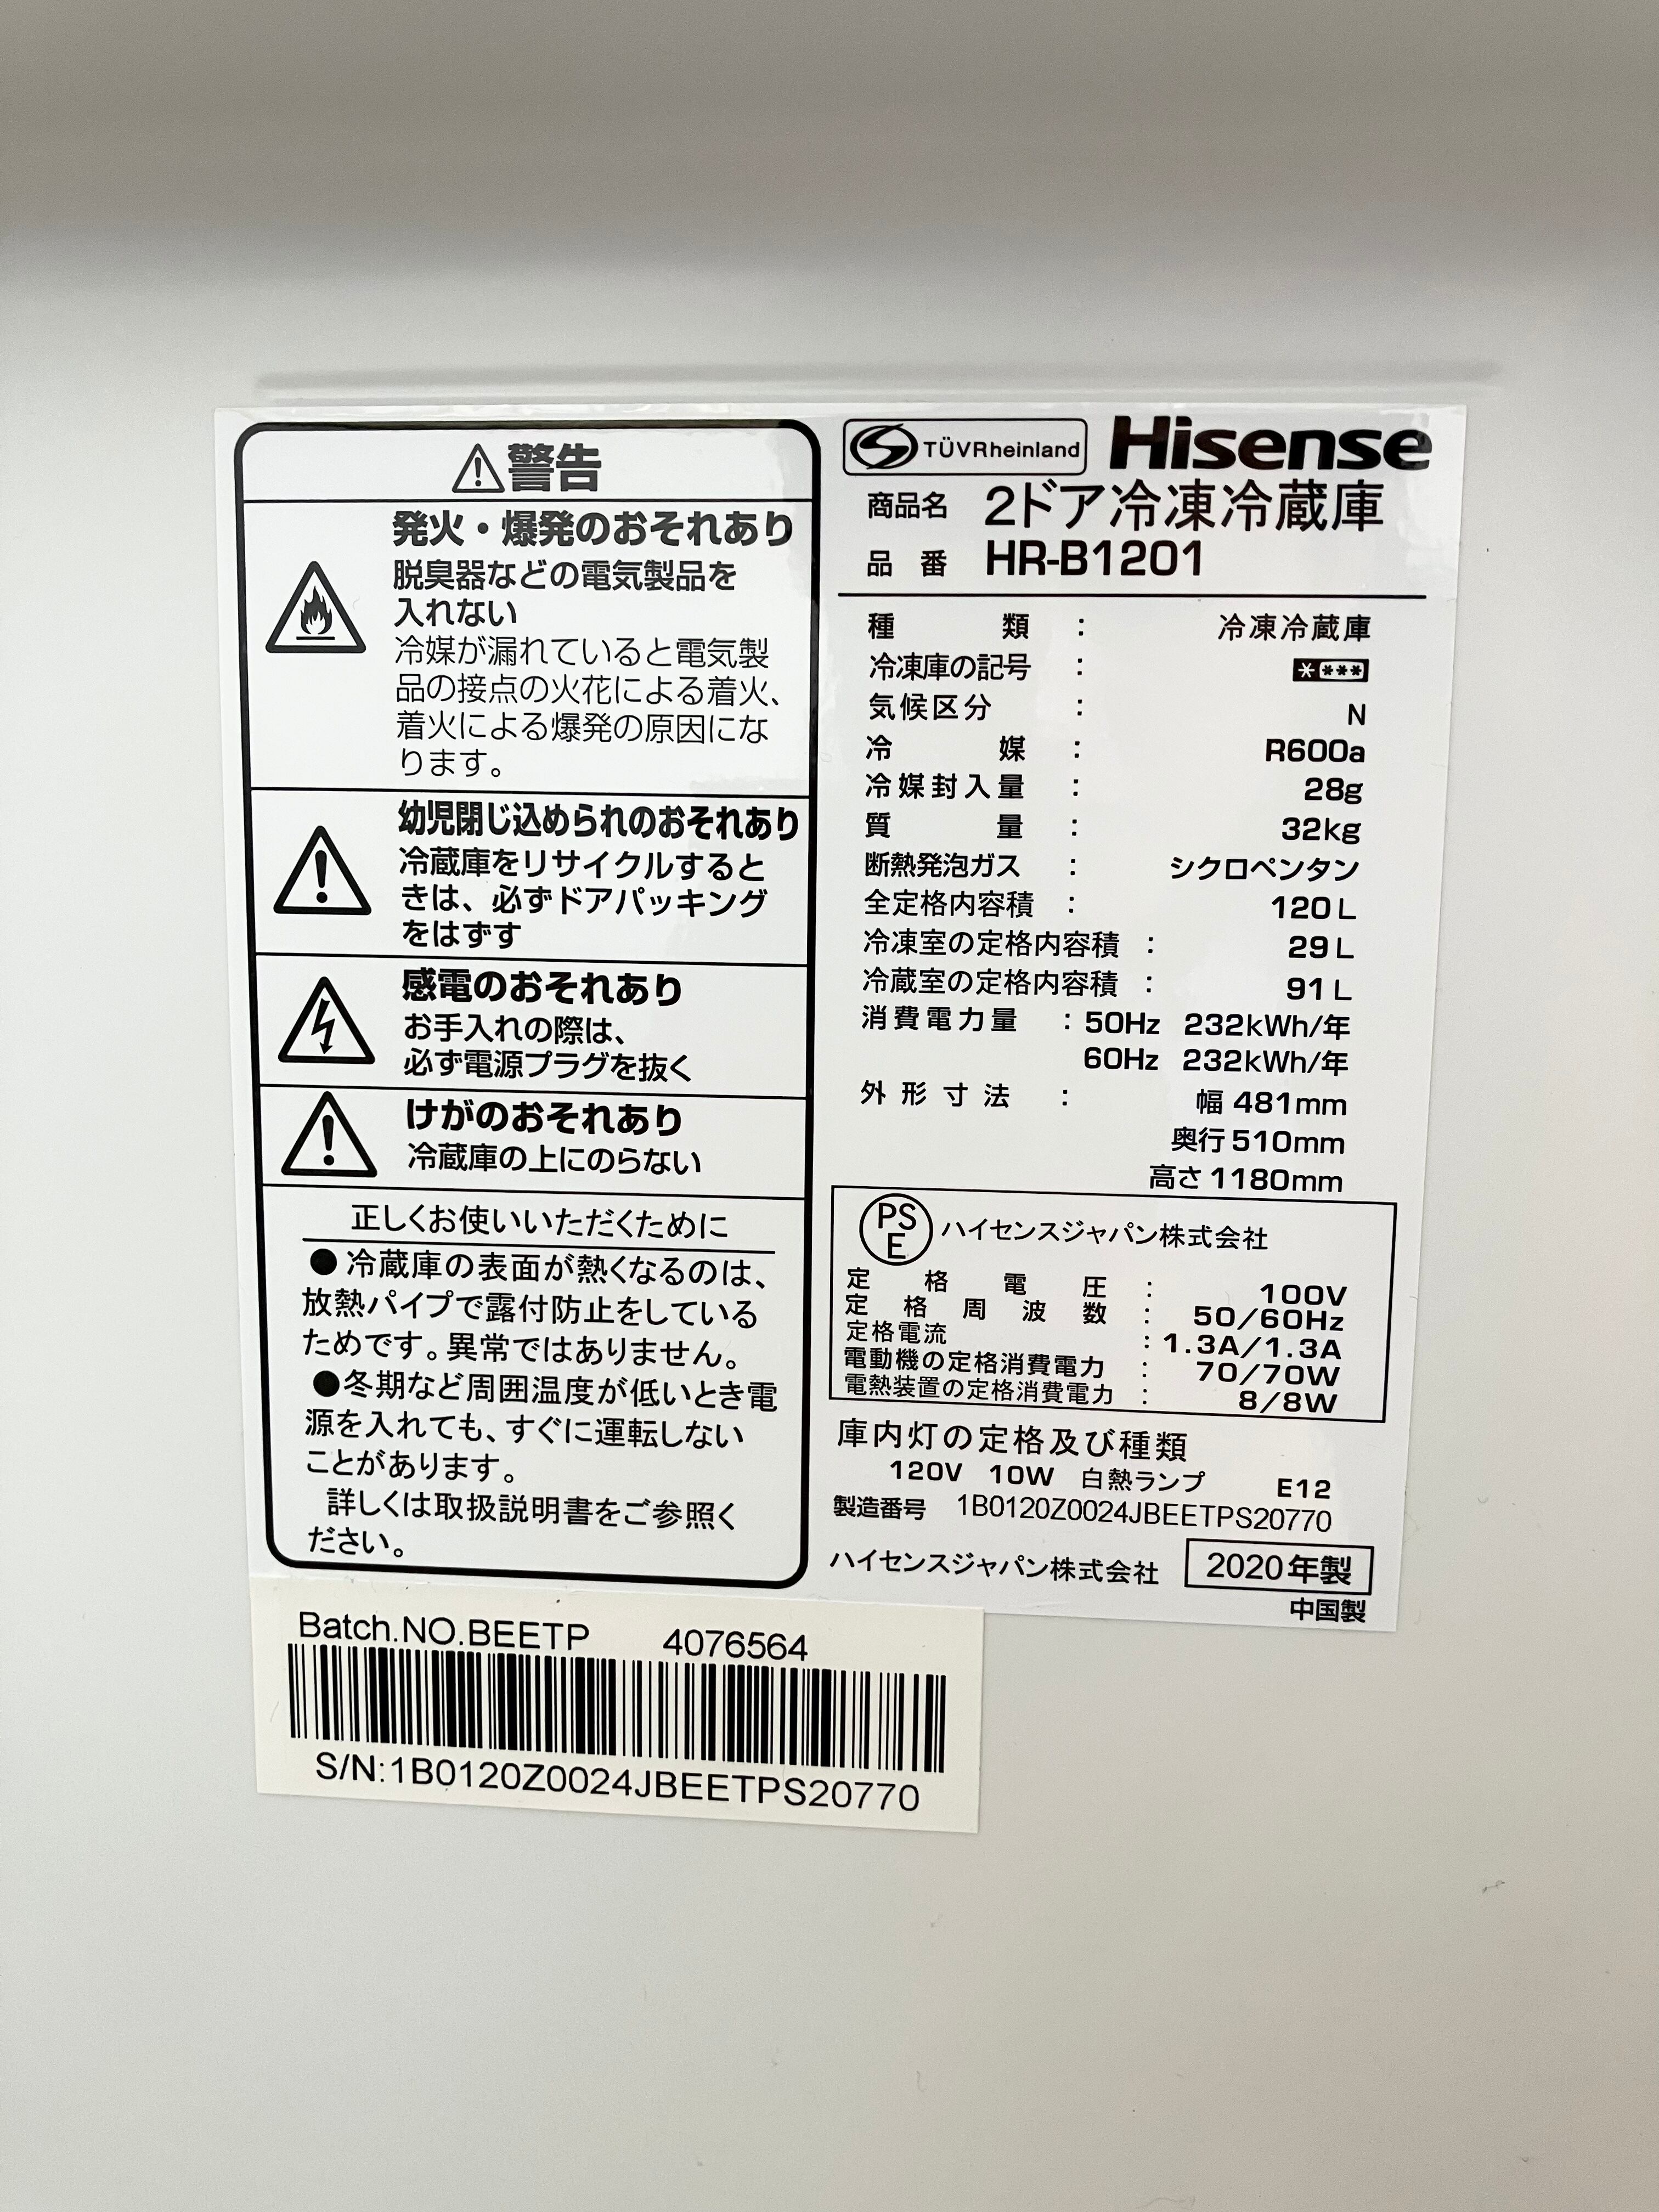 警告
発火・爆発のおそれあり
脱臭器などの電気製品を
入れない
冷媒が漏れていると電気製
品の接点の火花による着火、
着火による爆発の原因にな
ります。
幼児閉じ込められのおそれあり
冷蔵庫をリサイクルすると
きは、必ずドアパッキング
をはずす
感電のおそれあり
お手入れの際は、
必ず電源プラグを抜く
けがのおそれあり
冷蔵庫の上にのらない
正しくお使いいただくために
●冷蔵庫の表面が熱くなるのは、
放熱パイプで露付防止をしている
ためです。異常ではありません。
●冬期など周囲温度が低いとき電
源を入れても、すぐに運転しない
ことがあります。
詳しくは取扱説明書をご参照く
ださい。
TÜVRheinland Hisense
商品名 2ドア冷凍冷蔵庫
品番 HR-B1201
種類 : 冷凍冷蔵庫
冷凍庫の記号 : * ***
気候区分 : N
冷媒 : R600a
冷媒封入量 : 28g
質量 : 32kg
断熱発泡ガス : シクロペンタン
全定格内容積 : 120L
冷凍室の定格内容積 : 29L
冷蔵室の定格内容積 : 91L
消費電力量 : 50Hz 232kWh/年
60Hz 232kWh/年
外形寸法 : 幅 481mm
奥行 510mm
高さ 1180mm
PS
E ハイセンスジャパン株式会社
定格電圧 : 100V
定格周波数 : 50/60Hz
定格電流 : 1.3A/1.3A
電動機の定格消費電力 : 70/70W
電熱装置の定格消費電力 : 8/8W
庫内灯の定格及び種類
120V 10W 白熱ランプ E12
製造番号 1B0120Z0024JBEETPS20770
ハイセンスジャパン株式会社 2020年製
中国製
Batch.NO.BEETP 4076564
S/N:1B0120Z0024JBEETPS20770